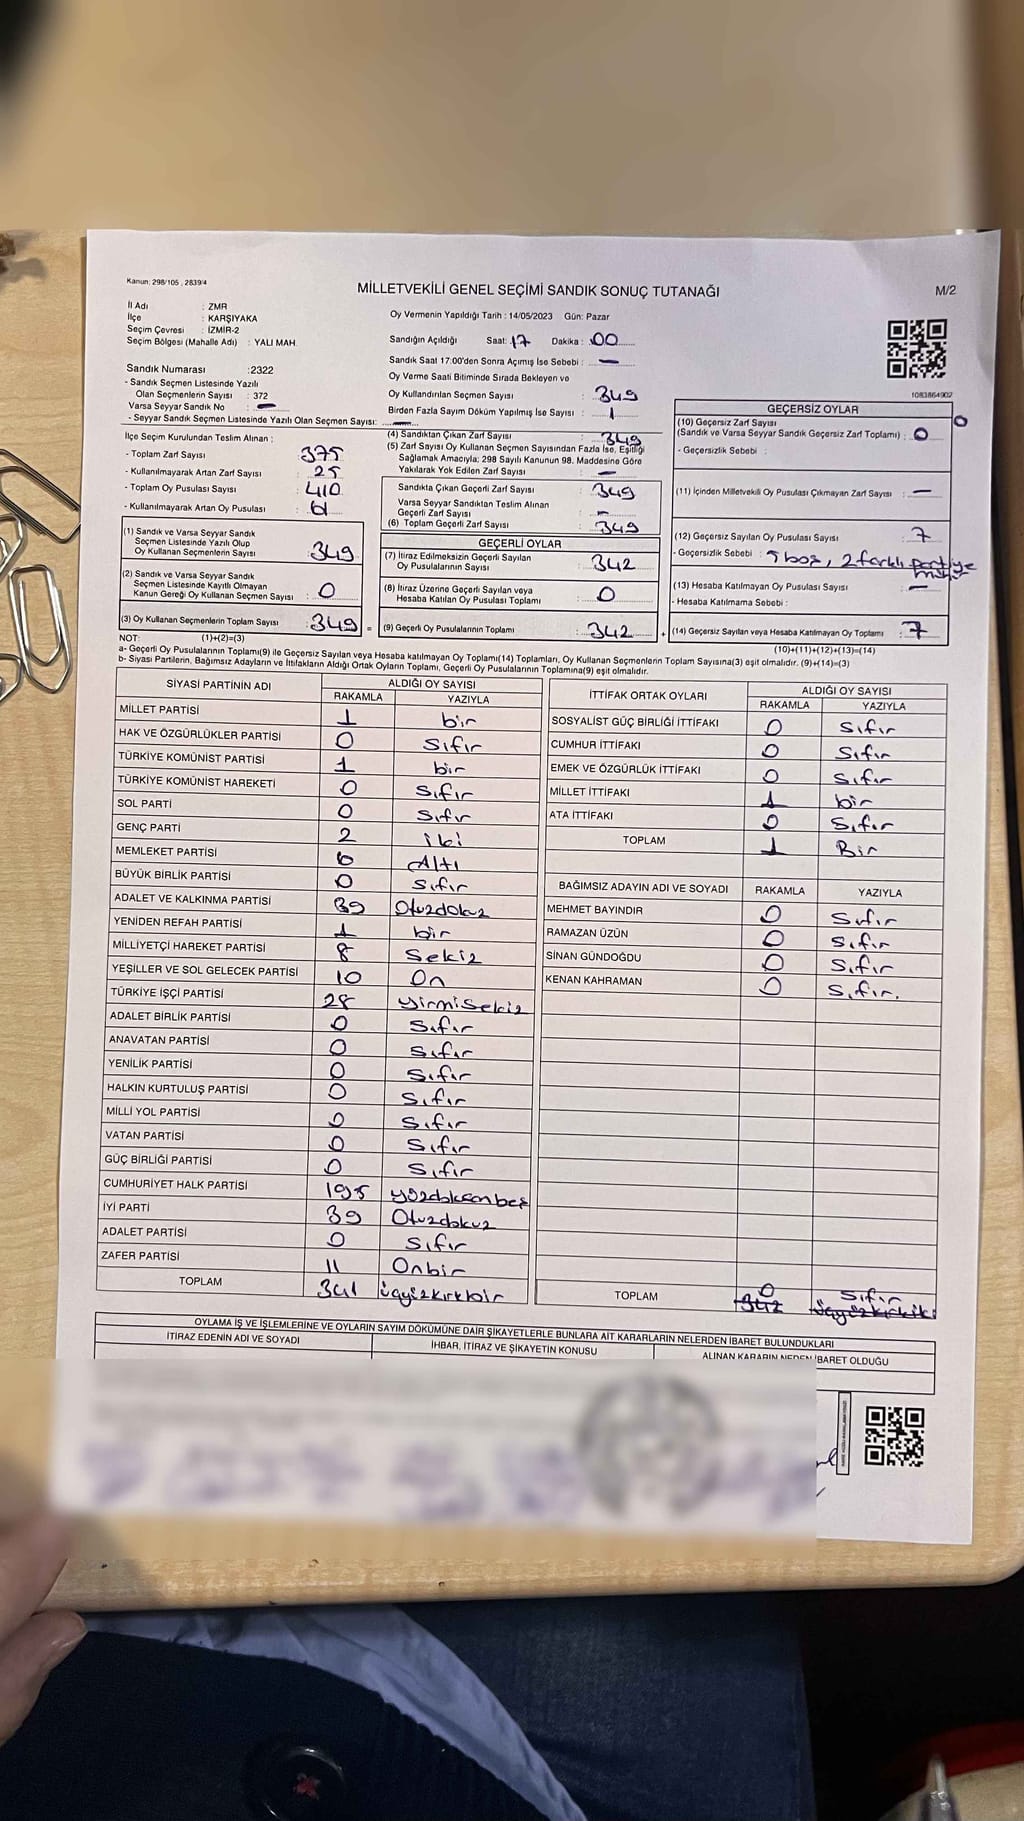 Kanun: 298/105 , 2839/4
MİLLETVEKİLİ GENEL SEÇİMİ SANDIK SONUÇ TUTANAĞI
M/2
İl Adı : ZMR
İlçe : KARŞIYAKA
Seçim Çevresi : İZMİR-2
Seçim Bölgesi (Mahalle Adı) : YALI MAH.
Oy Vermenin Yapıldığı Tarih : 14/05/2023 Gün: Pazar
Sandığın Açıldığı Saat: 17 Dakika : 00
Sandık Saat 17:00'den Sonra Açımış İse Sebebi : —
Oy Verme Saati Bitiminde Sırada Bekleyen ve
Oy Kullandırılan Seçmen Sayısı : 349
Birden Fazla Sayım Döküm Yapılmış İse Sayısı : 1
1083864902
Sandık Numarası :2322
- Sandık Seçmen Listesinde Yazılı
Olan Seçmenlerin Sayısı : 372
Varsa Seyyar Sandık No : —
- Seyyar Sandık Seçmen Listesinde Yazılı Olan Seçmen Sayısı: —
İlçe Seçim Kurulundan Teslim Alınan :
- Toplam Zarf Sayısı : 375
- Kullanılmayarak Artan Zarf Sayısı : 25
- Toplam Oy Pusulası Sayısı : 410
- Kullanılmayarak Artan Oy Pusulası : 61
(1) Sandık ve Varsa Seyyar Sandık
Seçmen Listesinde Yazılı Olup
Oy Kullanan Seçmenlerin Sayısı : 349
(2) Sandık ve Varsa Seyyar Sandık
Seçmen Listesinde Kayıtlı Olmayan
Kanun Gereği Oy Kullanan Seçmen Sayısı : 0
(3) Oy Kullanan Seçmenlerin Toplam Sayısı : 349 =
(4) Sandıktan Çıkan Zarf Sayısı : 349
(5) Zarf Sayısı Oy Kullanan Seçmen Sayısından Fazla İse, Eşitliği
Sağlamak Amacıyla; 298 Sayılı Kanunun 98. Maddesine Göre
Yakılarak Yok Edilen Zarf Sayısı : —
Sandıkta Çıkan Geçerli Zarf Sayısı : 349
Varsa Seyyar Sandıktan Teslim Alınan
Geçerli Zarf Sayısı : —
(6) Toplam Geçerli Zarf Sayısı : 349
GEÇERLİ OYLAR
(7) İtiraz Edilmeksizin Geçerli Sayılan
Oy Pusulalarının Sayısı : 342
(8) İtiraz Üzerine Geçerli Sayılan veya
Hesaba Katılan Oy Pusulası Toplamı : 0
(9) Geçerli Oy Pusulalarının Toplamı : 342 +
GEÇERSİZ OYLAR
(10) Geçersiz Zarf Sayısı
(Sandık ve Varsa Seyyar Sandık Geçersiz Zarf Toplamı) : 0 0
- Geçersizlik Sebebi :
(11) İçinden Milletvekili Oy Pusulası Çıkmayan Zarf Sayısı : —
(12) Geçersiz Sayılan Oy Pusulası Sayısı : 7
- Geçersizlik Sebebi : 5 boş, 2 farklı partiye
(13) Hesaba Katılmayan Oy Pusulası Sayısı : —
- Hesaba Katılmama Sebebi :
(14) Geçersiz Sayılan veya Hesaba Katılmayan Oy Toplamı : 7
NOT: (1)+(2)=(3)
(10)+(11)+(12)+(13)=(14)
a- Geçerli Oy Pusulalarının Toplamı(9) ile Geçersiz Sayılan veya Hesaba katılmayan Oy Toplamı(14) Toplamları, Oy Kullanan Seçmenlerin Toplam Sayısına(3) eşit olmalıdır. (9)+(14)=(3)
b- Siyasi Partilerin, Bağımsız Adayların ve İttifakların Aldığı Ortak Oyların Toplamı, Geçerli Oy Pusulalarının Toplamına(9) eşit olmalıdır.
SİYASİ PARTİNİN ADI ALDIĞI OY SAYISI
RAKAMLA YAZIYLA
MİLLET PARTİSİ 1 bir
HAK VE ÖZGÜRLÜKLER PARTİSİ 0 Sıfır
TÜRKİYE KOMÜNİST PARTİSİ 1 bir
TÜRKİYE KOMÜNİST HAREKETİ 0 Sıfır
SOL PARTİ 0 Sıfır
GENÇ PARTİ 2 iki
MEMLEKET PARTİSİ 6 Altı
BÜYÜK BİRLİK PARTİSİ 0 Sıfır
ADALET VE KALKINMA PARTİSİ 39 Otuzdokuz
YENİDEN REFAH PARTİSİ 1 bir
MİLLİYETÇİ HAREKET PARTİSİ 8 Sekiz
YEŞİLLER VE SOL GELECEK PARTİSİ 10 On
TÜRKİYE İŞÇİ PARTİSİ 28 yirmisekiz
ADALET BİRLİK PARTİSİ 0 Sıfır
ANAVATAN PARTİSİ 0 Sıfır
YENİLİK PARTİSİ 0 Sıfır
HALKIN KURTULUŞ PARTİSİ 0 Sıfır
MİLLİ YOL PARTİSİ 0 Sıfır
VATAN PARTİSİ 0 Sıfır
GÜÇ BİRLİĞİ PARTİSİ 0 Sıfır
CUMHURİYET HALK PARTİSİ 195 yüzdoksanbeş
İYİ PARTİ 39 Otuzdokuz
ADALET PARTİSİ 0 Sıfır
ZAFER PARTİSİ 11 Onbir
TOPLAM 341 üçyüzkırkbir
İTTİFAK ORTAK OYLARI ALDIĞI OY SAYISI
RAKAMLA YAZIYLA
SOSYALİST GÜÇ BİRLİĞİ İTTİFAKI 0 Sıfır
CUMHUR İTTİFAKI 0 Sıfır
EMEK VE ÖZGÜRLÜK İTTİFAKI 0 Sıfır
MİLLET İTTİFAKI 1 bir
ATA İTTİFAKI 0 Sıfır
TOPLAM 1 Bir
BAĞIMSIZ ADAYIN ADI VE SOYADI RAKAMLA YAZIYLA
MEHMET BAYINDIR 0 Sıfır
RAMAZAN ÜZÜN 0 Sıfır
SİNAN GÜNDOĞDU 0 Sıfır
KENAN KAHRAMAN 0 Sıfır.
TOPLAM 0 Sıfır
342 üçyüzkırkiki
OYLAMA İŞ VE İŞLEMLERİNE VE OYLARIN SAYIM DÖKÜMÜNE DAİR ŞİKAYETLERLE BUNLARA AİT KARARLARIN NELERDEN İBARET BULUNDUKLARI
İTİRAZ EDENİN ADI VE SOYADI İHBAR, İTİRAZ VE ŞİKAYETİN KONUSU ALINAN KARARIN NEDEN İBARET OLDUĞU